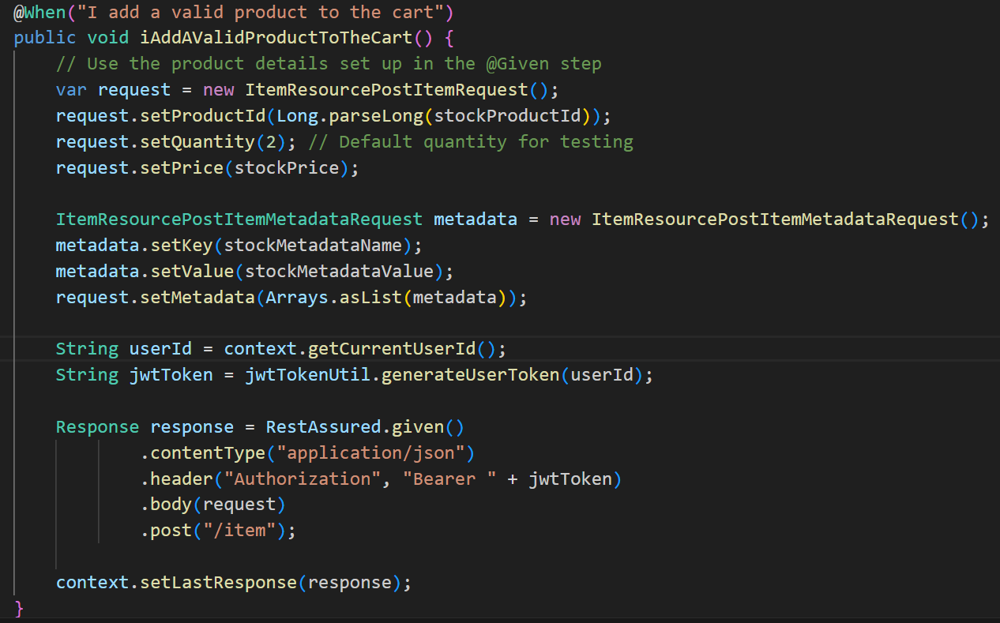 @When("I add a valid product to the cart")
public void iAddAValidProductToTheCart() {
    // Use the product details set up in the @Given step
    var request = new ItemResourcePostItemRequest();
    request.setProductId(Long.parseLong(stockProductId));
    request.setQuantity(2); // Default quantity for testing
    request.setPrice(stockPrice);

    ItemResourcePostItemMetadataRequest metadata = new ItemResourcePostItemMetadataRequest();
    metadata.setKey(stockMetadataName);
    metadata.setValue(stockMetadataValue);
    request.setMetadata(Arrays.asList(metadata));

    String userId = context.getCurrentUserId();
    String jwtToken = jwtTokenUtil.generateUserToken(userId);

    Response response = RestAssured.given()
            .contentType("application/json")
            .header("Authorization", "Bearer " + jwtToken)
            .body(request)
            .post("/item");

    context.setLastResponse(response);
}